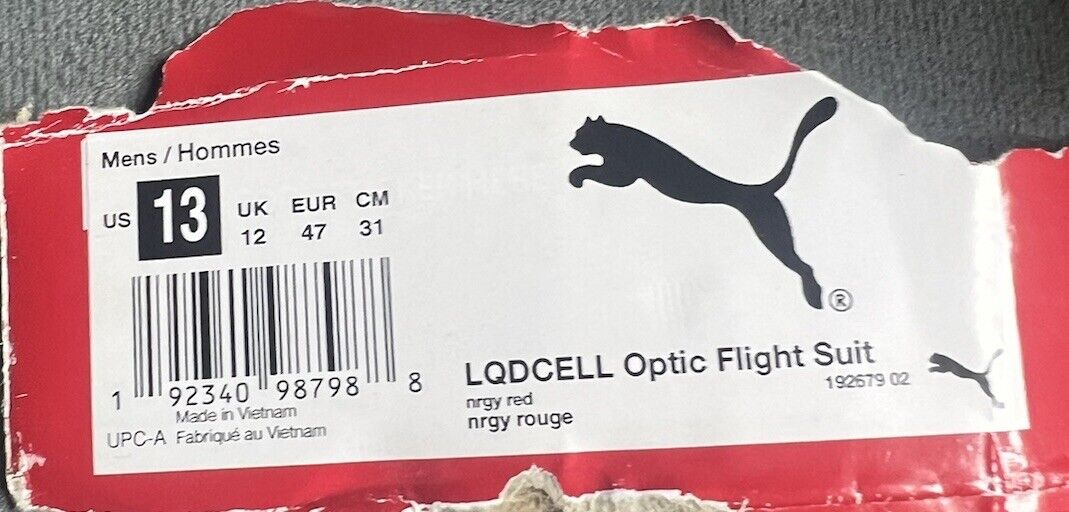 Mens / Hommes
US 13 UK EUR CM
12 47 31
1 92340 98798 8
Made in Vietnam
UPC-A Fabriqué au Vietnam
®
LQDCELL Optic Flight Suit
192679 02
nrgy red
nrgy rouge